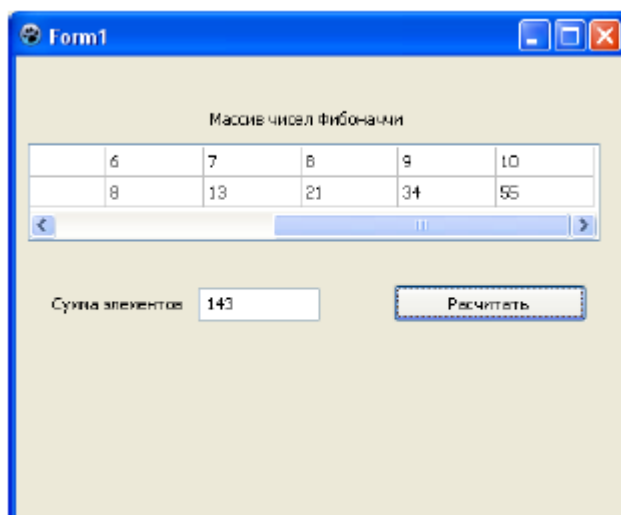 Form1
Массив чисел Фибоначчи
6 7 8 9 10
8 13 21 34 55
Сумма элементов 143 Расчитать